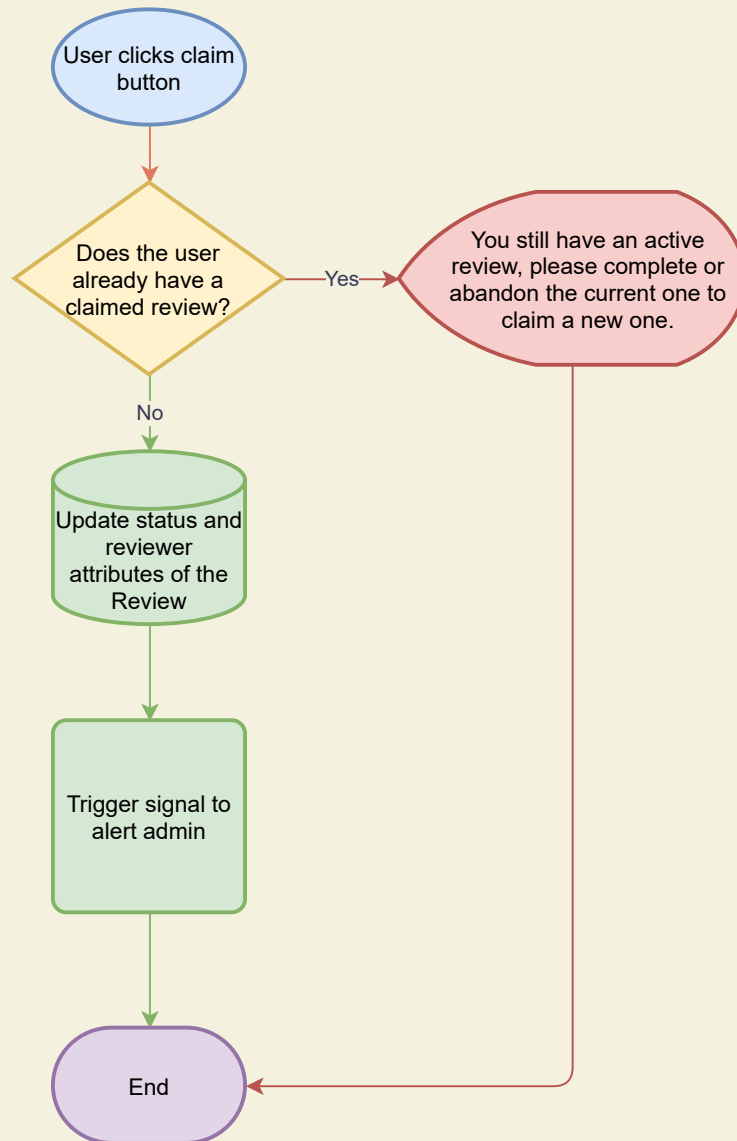 User clicks claim
button
Does the user
already have a
claimed review?
Yes
You still have an active
review, please complete or
abandon the current one to
claim a new one.
No
Update status and
reviewer
attributes of the
Review
Trigger signal to
alert admin
End